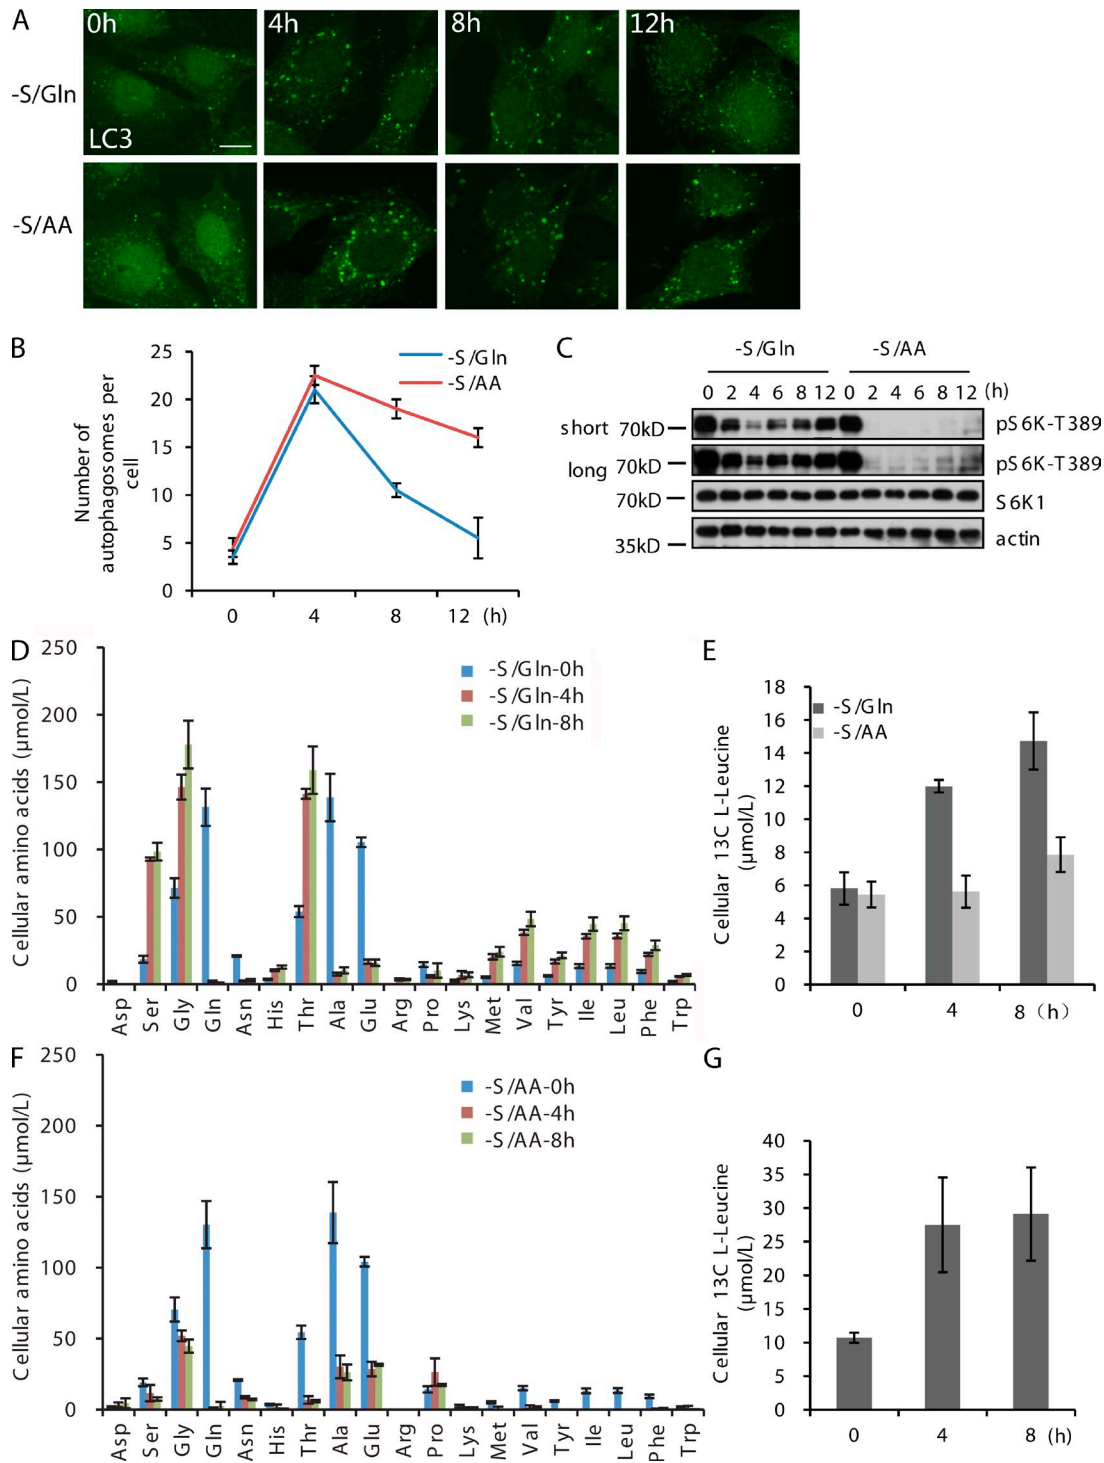 A
0h 4h 8h 12h
-S/Gln
LC3
-S/AA
B
25
20
15
10
5
0
Number of autophagosomes per cell
-S/Gln
-S/AA
0 4 8 12 (h)
C
-S/Gln -S/AA
0 2 4 6 8 12 0 2 4 6 8 12 (h)
short 70kD pS6K-T389
long 70kD pS6K-T389
70kD S6K1
35kD actin
D
250
200
150
100
50
0
Cellular amino acids (μmol/L)
-S/Gln-0h
-S/Gln-4h
-S/Gln-8h
Asp Ser Gly Gln Asn His Thr Ala Glu Arg Pro Lys Met Val Tyr Ile Leu Phe Trp
E
18
16
14
12
10
8
6
4
2
0
Cellular 13C L-Leucine (μmol/L)
-S/Gln
-S/AA
0 4 8 (h)
F
250
200
150
100
50
0
Cellular amino acids (μmol/L)
-S/AA-0h
-S/AA-4h
-S/AA-8h
Asp Ser Gly Gln Asn His Thr Ala Glu Arg Pro Lys Met Val Tyr Ile Leu Phe Trp
G
40
35
30
25
20
15
10
5
0
Cellular 13C L-Leucine (μmol/L)
0 4 8 (h)